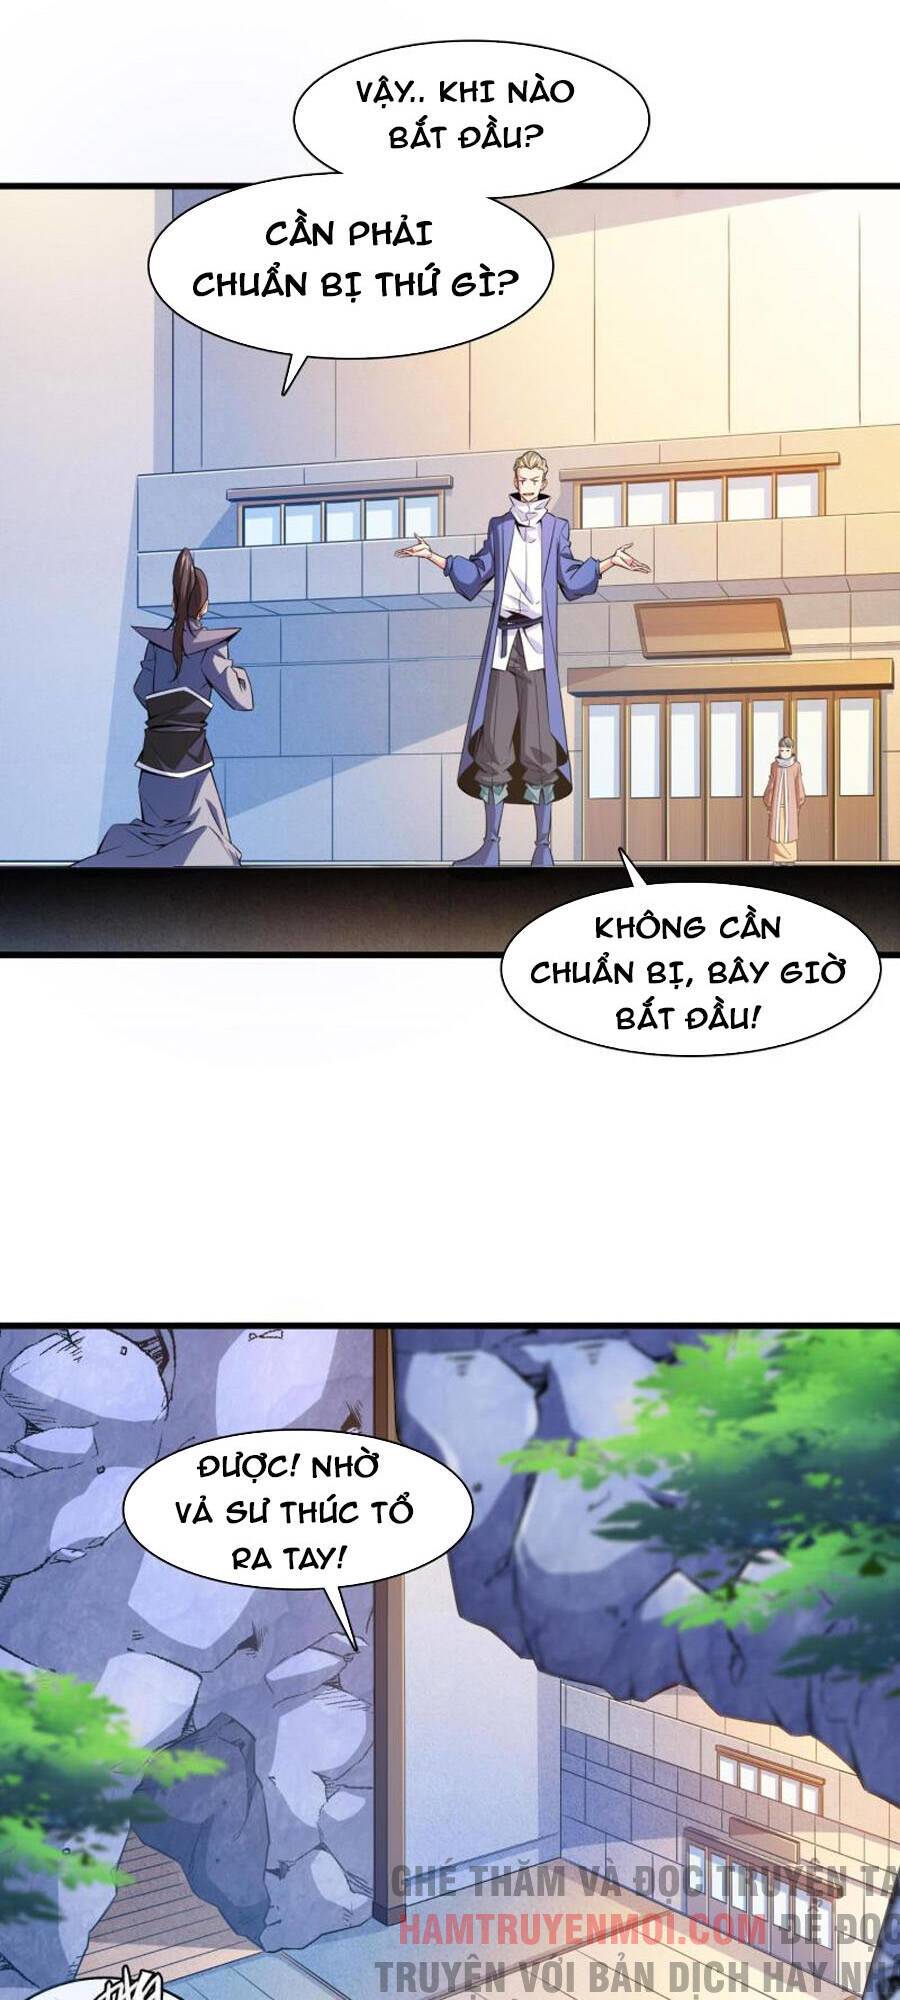 VẬY.. KHI NÀO
BẮT ĐẦU?
CẦN PHẢI
CHUẨN BỊ THỨ GÌ?
KHÔNG CẦN
CHUẨN BỊ, BÂY GIỜ
BẮT ĐẦU!
ĐƯỢC! NHỜ
VẢ SƯ THÚC TỔ
RA TAY!
GHÉ THĂM VÀ ĐỌC TRUYỆN TẠ
HAMTRUYENMOI.COM ĐỂ ĐỌC
TRUYỆN VỚI BẢN DỊCH HAY NH